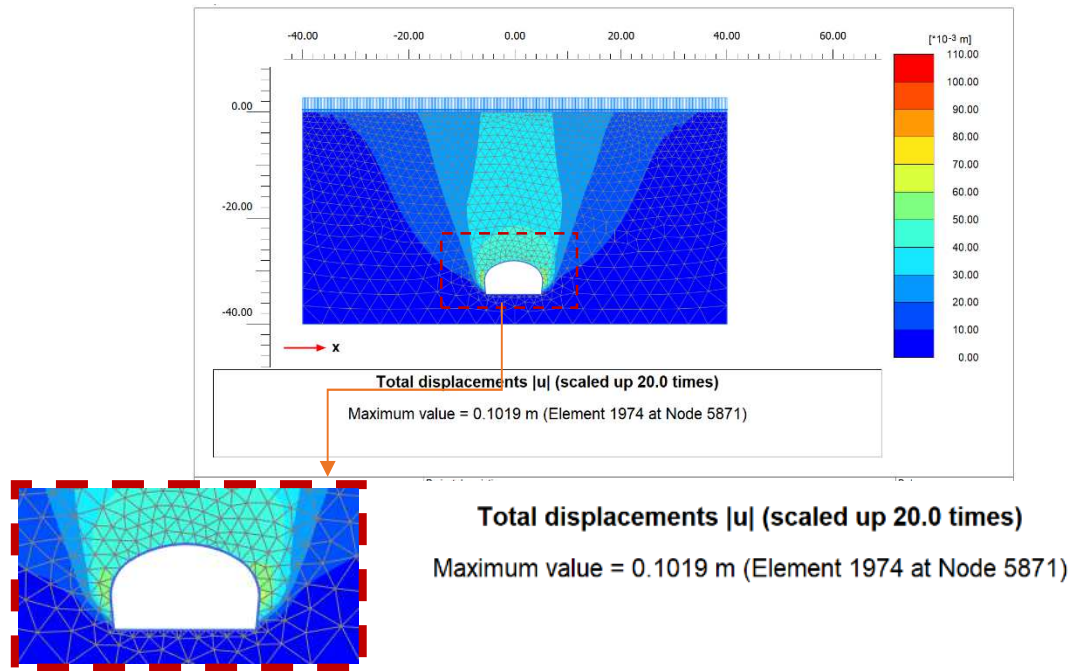 -40.00 -20.00 0.00 20.00 40.00 60.00
[*10-3 m]
110.00
100.00
90.00
80.00
70.00
60.00
50.00
40.00
30.00
20.00
10.00
0.00
0.00
-20.00
-40.00
x
Total displacements |u| (scaled up 20.0 times)
Maximum value = 0.1019 m (Element 1974 at Node 5871)
Total displacements |u| (scaled up 20.0 times)
Maximum value = 0.1019 m (Element 1974 at Node 5871)